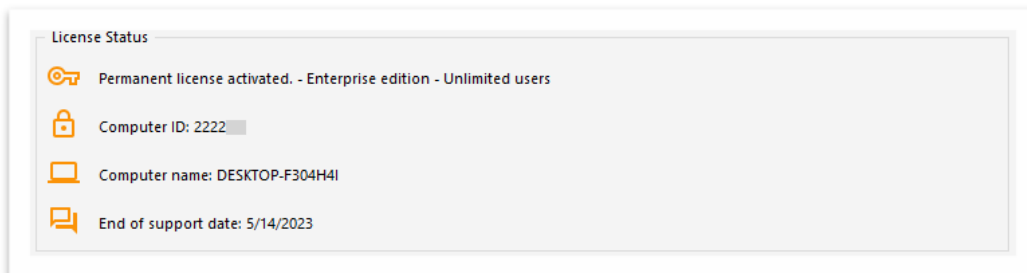 License Status
Permanent license activated. - Enterprise edition - Unlimited users
Computer ID: 2222
Computer name: DESKTOP-F304H4I
End of support date: 5/14/2023